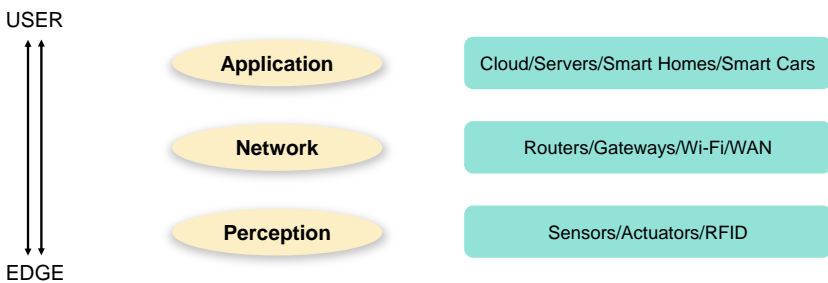 USER
Application
Cloud/Servers/Smart Homes/Smart Cars
Network
Routers/Gateways/Wi-Fi/WAN
Perception
Sensors/Actuators/RFID
EDGE